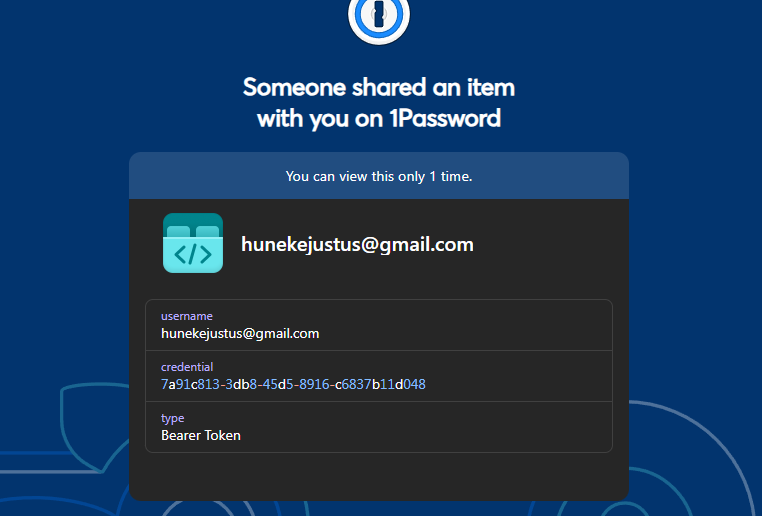 Someone shared an item
with you on 1Password
You can view this only 1 time.
</>
hunekejustus@gmail.com
username
hunekejustus@gmail.com
credential
7a91c813-3db8-45d5-8916-c6837b11d048
type
Bearer Token